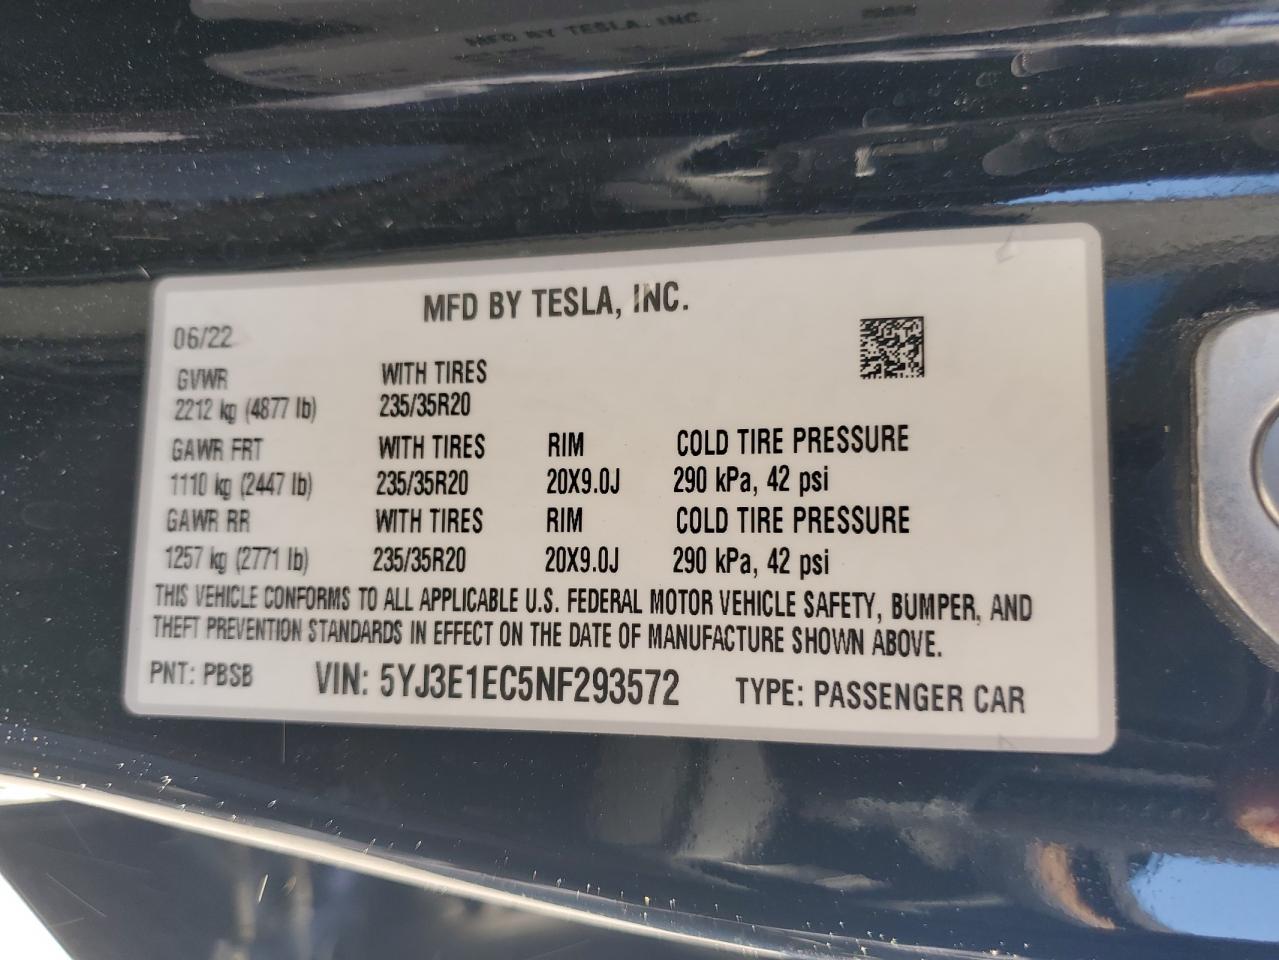 MFD BY TESLA, INC.
MFD BY TESLA, INC.
06/22
GVWR WITH TIRES
2212 kg (4877 lb) 235/35R20
GAWR FRT WITH TIRES RIM COLD TIRE PRESSURE
1110 kg (2447 lb) 235/35R20 20X9.0J 290 kPa, 42 psi
GAWR RR WITH TIRES RIM COLD TIRE PRESSURE
1257 kg (2771 lb) 235/35R20 20X9.0J 290 kPa, 42 psi
THIS VEHICLE CONFORMS TO ALL APPLICABLE U.S. FEDERAL MOTOR VEHICLE SAFETY, BUMPER, AND
THEFT PREVENTION STANDARDS IN EFFECT ON THE DATE OF MANUFACTURE SHOWN ABOVE.
PNT: PBSB VIN: 5YJ3E1EC5NF293572 TYPE: PASSENGER CAR